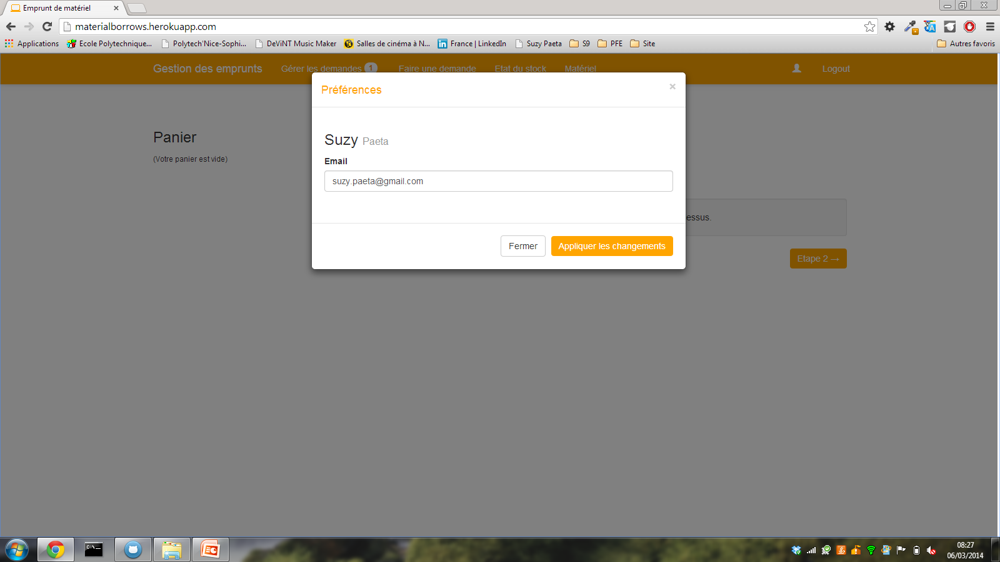 Emprunt de matériel
materialborrows.herokuapp.com
Applications Ecole Polytechnique... Polytech'Nice-Sophi... DeViNT Music Maker Salles de cinéma à N... France | LinkedIn Suzy Paeta S9 PFE Site Autres favoris
Gestion des emprunts Gérer les demandes 1 Faire une demande Etat du stock Matériel Logout
Préférences ×
Panier
(Votre panier est vide)
Suzy Paeta
Email
suzy.paeta@gmail.com
essus.
Fermer Appliquer les changements
Etape 2 →
C:\
08:27
06/03/2014